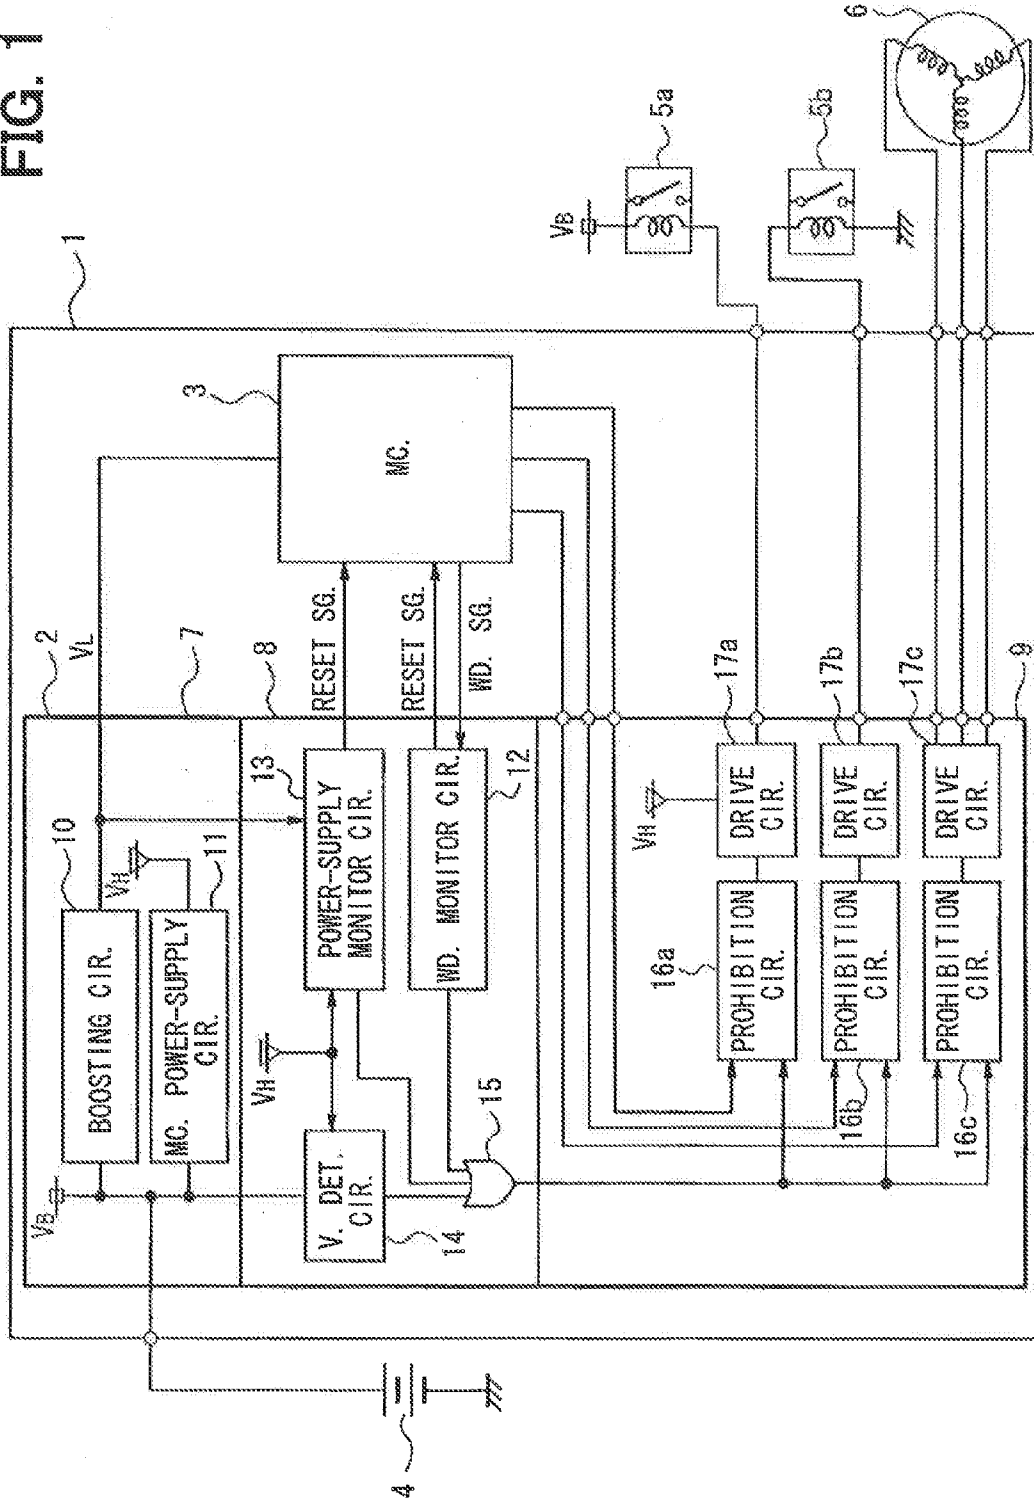 FIG. 1
1
2
VL
7
3
MC.
8
RESET SG.
RESET SG.
WD. SG.
10
BOOSTING CIR.
VH
11
MC. POWER-SUPPLY
CIR.
VB
13
POWER-SUPPLY
MONITOR CIR.
12
WD. MONITOR CIR.
VH
V. DET.
CIR.
14
15
4
VB
5a
5b
6
VH
17a
DRIVE
CIR.
17b
DRIVE
CIR.
17c
DRIVE
CIR.
9
16a
PROHIBITION
CIR.
16b
PROHIBITION
CIR.
16c
PROHIBITION
CIR.